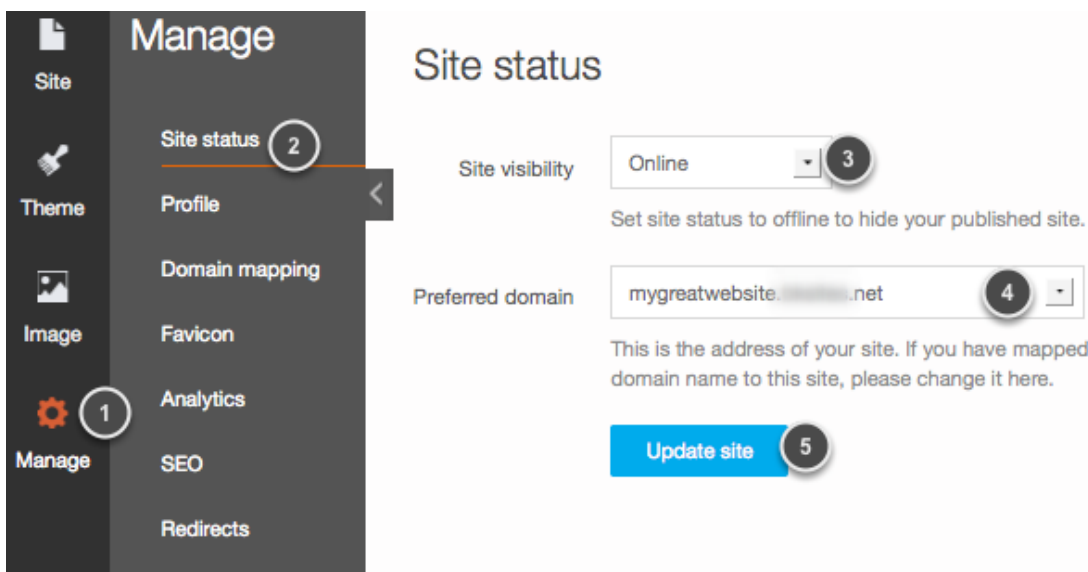 Site
Theme
Image
1
Manage
Manage
Site status 2
Profile
Domain mapping
Favicon
Analytics
SEO
Redirects
Site status
Site visibility Online 3
Set site status to offline to hide your published site.
Preferred domain mygreatwebsite. .net 4
This is the address of your site. If you have mapped
domain name to this site, please change it here.
Update site 5